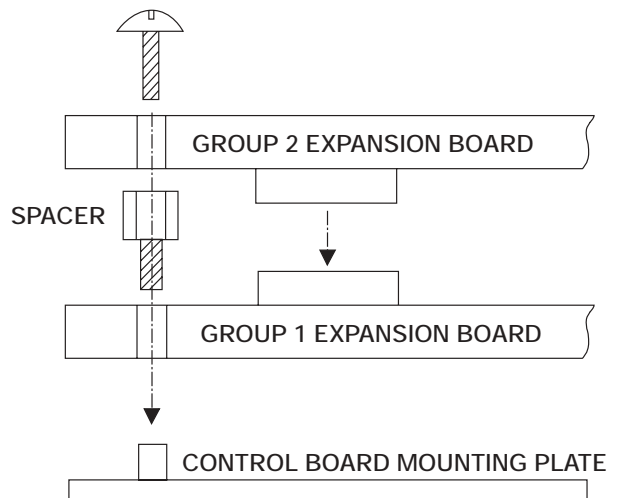 GROUP 2 EXPANSION BOARD
SPACER
GROUP 1 EXPANSION BOARD
CONTROL BOARD MOUNTING PLATE